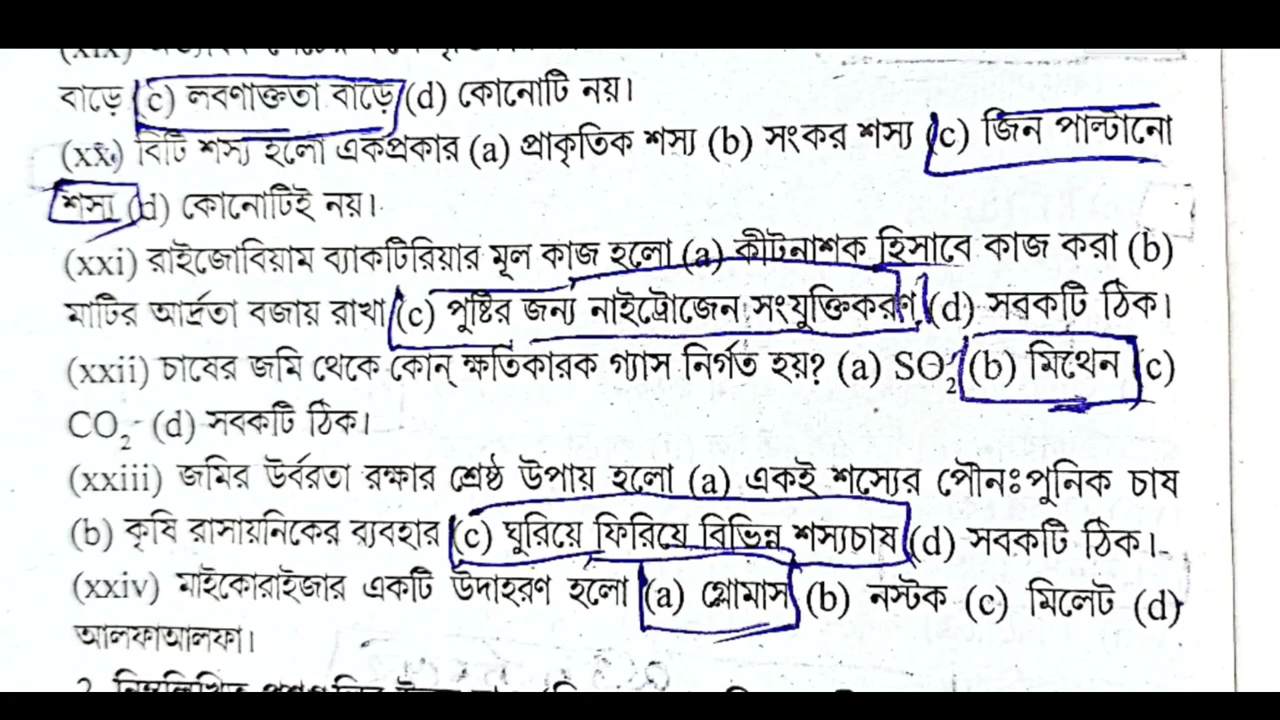 (xix)
বাড়ে (c) লবণাক্ততা বাড়ে (d) কোনোটি নয়।
(xx) বিটি শস্য হলো একপ্রকার (a) প্রাকৃতিক শস্য (b) সংকর শস্য (c) জিন পাল্টানো
শস্য (d) কোনোটিই নয়।
(xxi) রাইজোবিয়াম ব্যাকটিরিয়ার মূল কাজ হলো (a) কীটনাশক হিসাবে কাজ করা (b)
মাটির আর্দ্রতা বজায় রাখা (c) পুষ্টির জন্য নাইট্রোজেন সংযুক্তিকরণ (d) সবকটি ঠিক।
(xxii) চাষের জমি থেকে কোন্ ক্ষতিকারক গ্যাস নির্গত হয়? (a) SO₂ (b) মিথেন (c)
CO₂ (d) সবকটি ঠিক।
(xxiii) জমির উর্বরতা রক্ষার শ্রেষ্ঠ উপায় হলো (a) একই শস্যের পৌনঃপুনিক চাষ
(b) কৃষি রাসায়নিকের ব্যবহার (c) ঘুরিয়ে ফিরিয়ে বিভিন্ন শস্যচাষ (d) সবকটি ঠিক।
(xxiv) মাইকোরাইজার একটি উদাহরণ হলো (a) গ্লোমাস (b) নস্টক (c) মিলেট (d)
আলফাআলফা।
2.